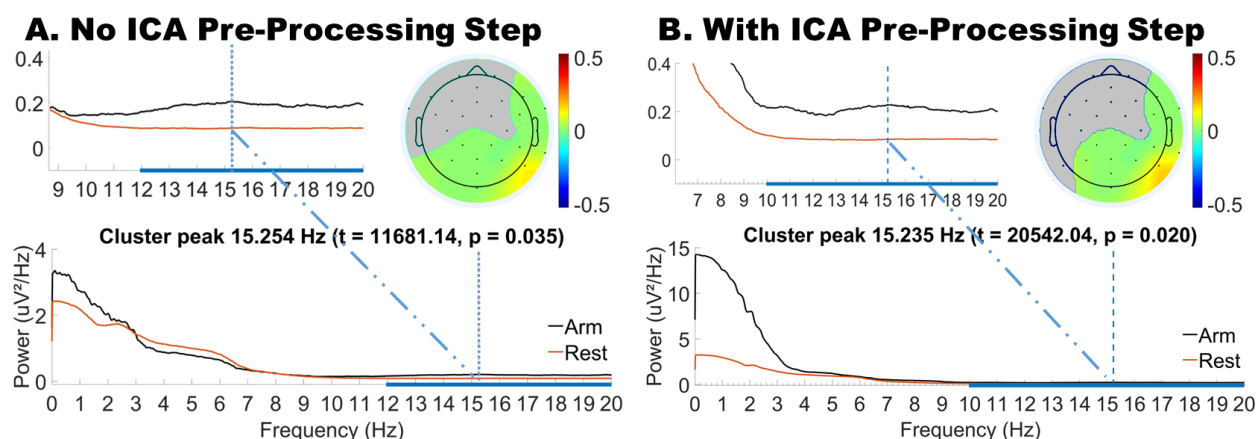 A. No ICA Pre-Processing Step
0.4
0.2
0
9 10 11 12 13 14 15 16 17 18 19 20
0.5
0
-0.5
Cluster peak 15.254 Hz (t = 11681.14, p = 0.035)
Power (uV²/Hz)
4
2
0
Arm
Rest
0 1 2 3 4 5 6 7 8 9 10 11 12 13 14 15 16 17 18 19 20
Frequency (Hz)
B. With ICA Pre-Processing Step
0.4
0.2
0
7 8 9 10 11 12 13 14 15 16 17 18 19 20
0.5
0
-0.5
Cluster peak 15.235 Hz (t = 20542.04, p = 0.020)
Power (uV²/Hz)
15
10
5
0
Arm
Rest
0 1 2 3 4 5 6 7 8 9 10 11 12 13 14 15 16 17 18 19 20
Frequency (Hz)